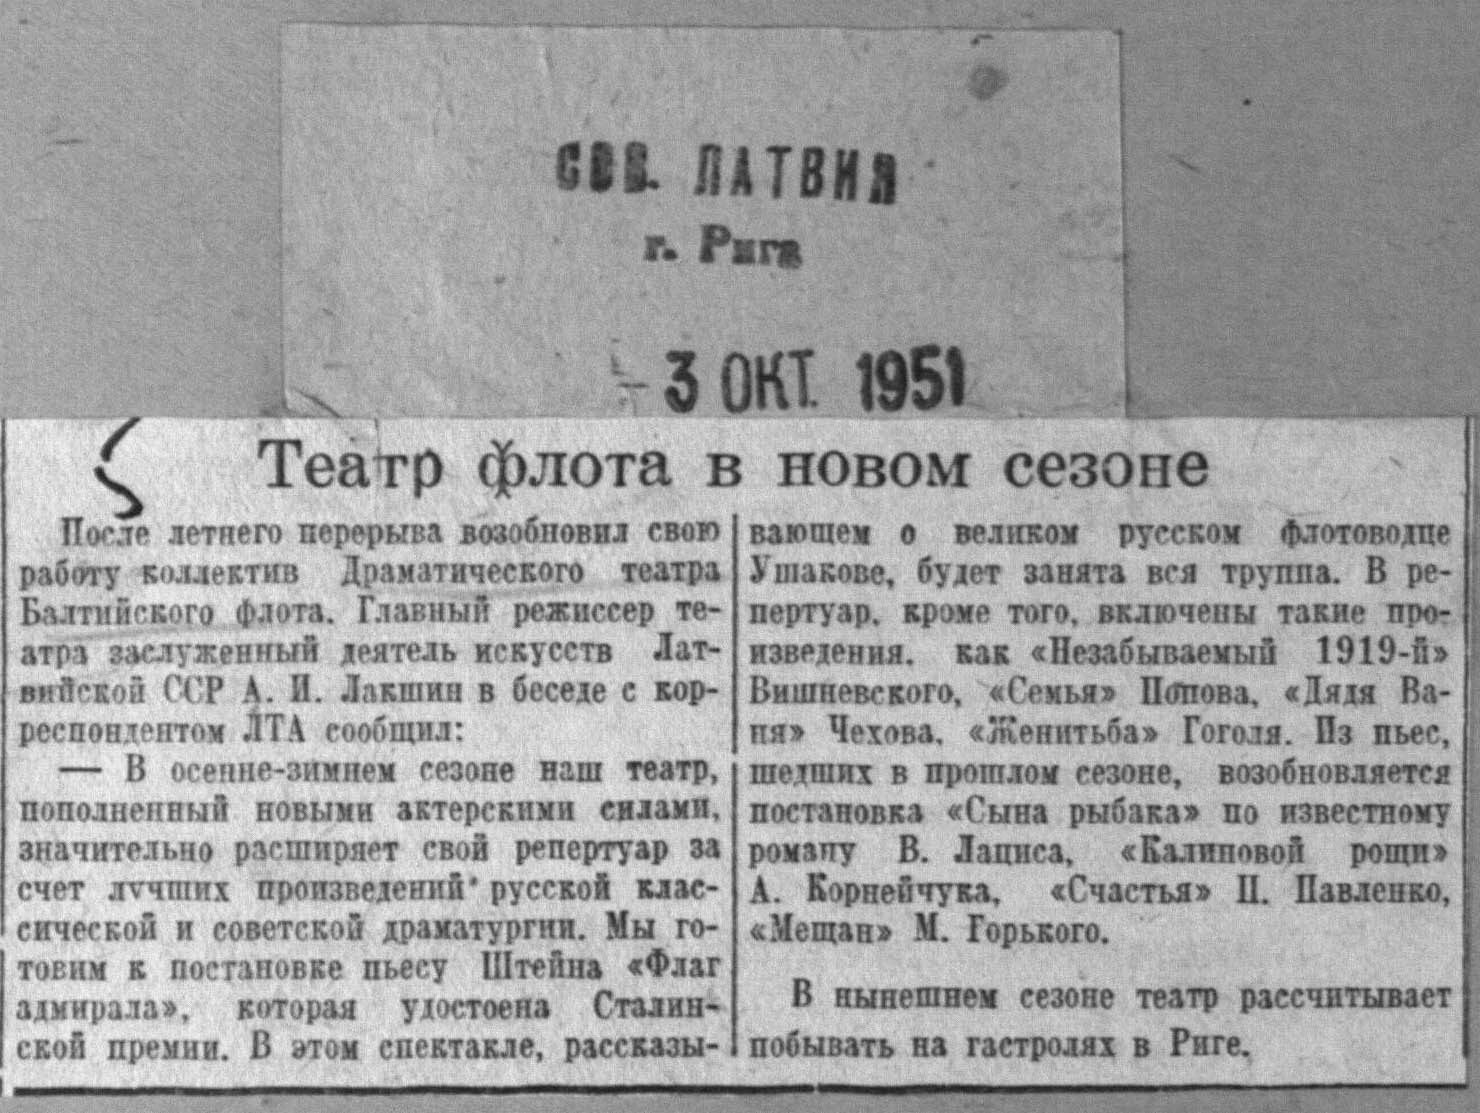 СОВ. ЛАТВИЯ
г. Рига
- 3 ОКТ. 1951
Театр флота в новом сезоне
После летнего перерыва возобновил свою
работу коллектив Драматического театра
Балтийского флота. Главный режиссер те-
атра заслуженный деятель искусств Лат-
вийской ССР А. И. Лакшин в беседе с кор-
респондентом ЛТА сообщил:
— В осенне-зимнем сезоне наш театр,
пополненный новыми актерскими силами,
значительно расширяет свой репертуар за
счет лучших произведений русской клас-
сической и советской драматургии. Мы го-
товим к постановке пьесу Штейна «Флаг
адмирала», которая удостоена Сталин-
ской премии. В этом спектакле, рассказы-
вающем о великом русском флотоводце
Ушакове, будет занята вся труппа. В ре-
пертуар, кроме того, включены такие про-
изведения, как «Незабываемый 1919-й»
Вишневского, «Семья» Попова, «Дядя Ва-
ня» Чехова, «Женитьба» Гоголя. Из пьес,
шедших в прошлом сезоне, возобновляется
постановка «Сына рыбака» по известному
роману В. Лациса, «Калиновой рощи»
А. Корнейчука, «Счастья» П. Павленко,
«Мещан» М. Горького.
В нынешнем сезоне театр рассчитывает
побывать на гастролях в Риге.